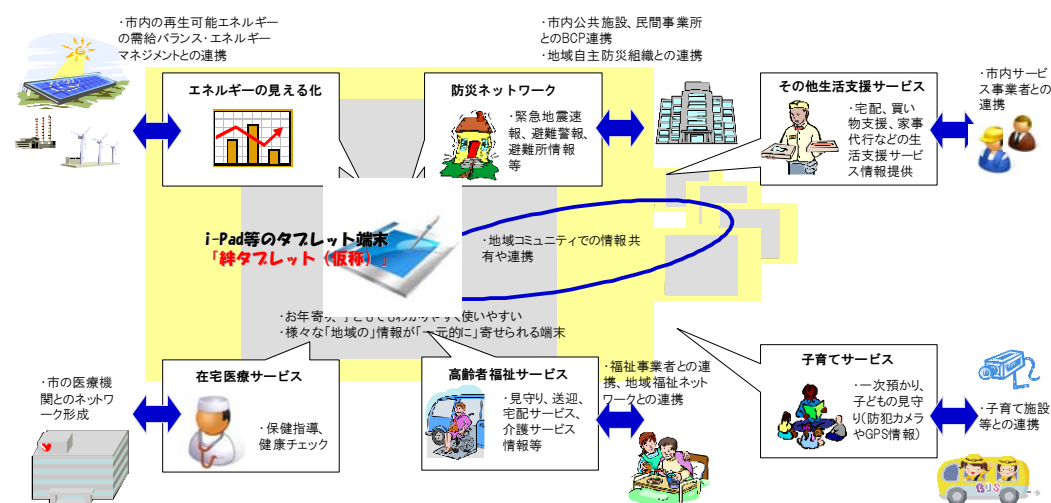 ・市内の再生可能エネルギー
の需給バランス・エネルギー
マネジメントとの連携
・市内公共施設、民間事業所
とのBCP連携
・地域自主防災組織との連携
エネルギーの見える化
防災ネットワーク
・緊急地震速
報、避難警報、
避難所情報
等
その他生活支援サービス
・宅配、買い
物支援、家事
代行などの生
活支援サービ
ス情報提供
・市内サービ
ス事業者との
連携
i-Pad等のタブレット端末
「絆タブレット（仮称）」
・地域コミュニティでの情報共
有や連携
・お年寄り、子どもでもわかりやすく使いやすい
・様々な「地域の」情報が「一元的に」寄せられる端末
・市の医療機
関とのネットワ
ーク形成
在宅医療サービス
・保健指導、
健康チェック
高齢者福祉サービス
・見守り、送迎、
宅配サービス、
介護サービス
情報等
・福祉事業者との連
携、地域福祉ネット
ワークとの連携
子育てサービス
・一次預かり、
子どもの見守
り(防犯カメラ
やGPS情報)
・子育て施設
等との連携
BUS